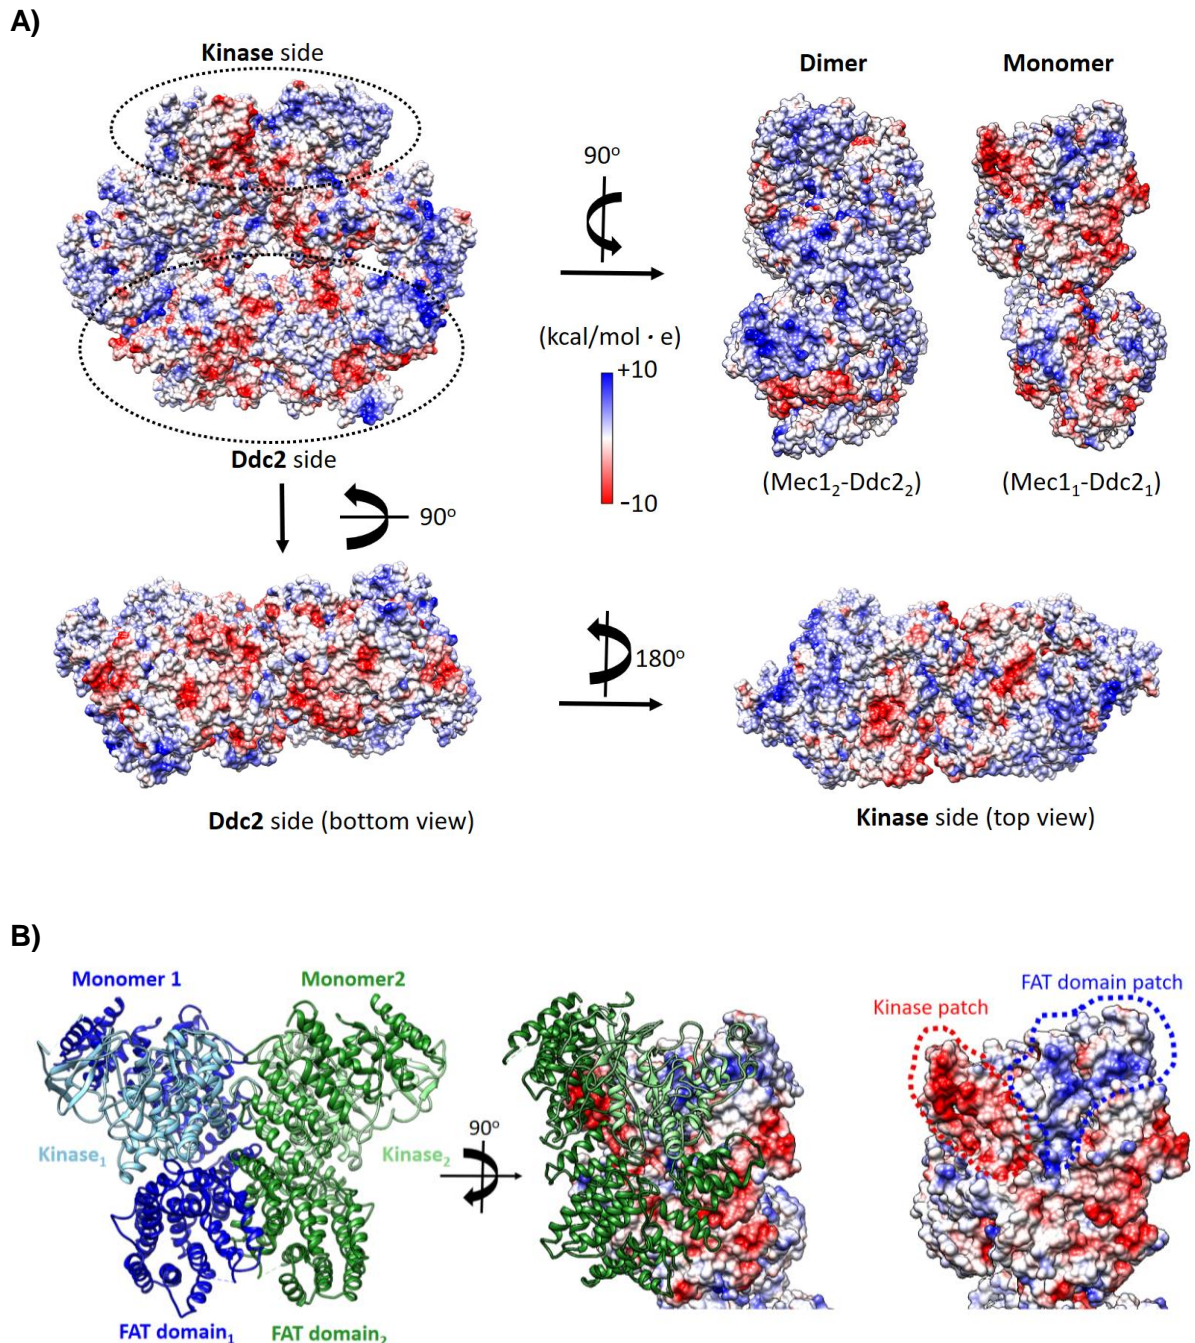 A)
Kinase side
Dimer
Monomer
90°
(kcal/mol · e)
+10
−10
Ddc2 side
(Mec1₂-Ddc2₂)
(Mec1₁-Ddc2₁)
90°
180°
Ddc2 side (bottom view)
Kinase side (top view)
B)
Monomer 1
Monomer2
FAT domain patch
Kinase patch
Kinase₁
Kinase₂
90°
FAT domain₁
FAT domain₂